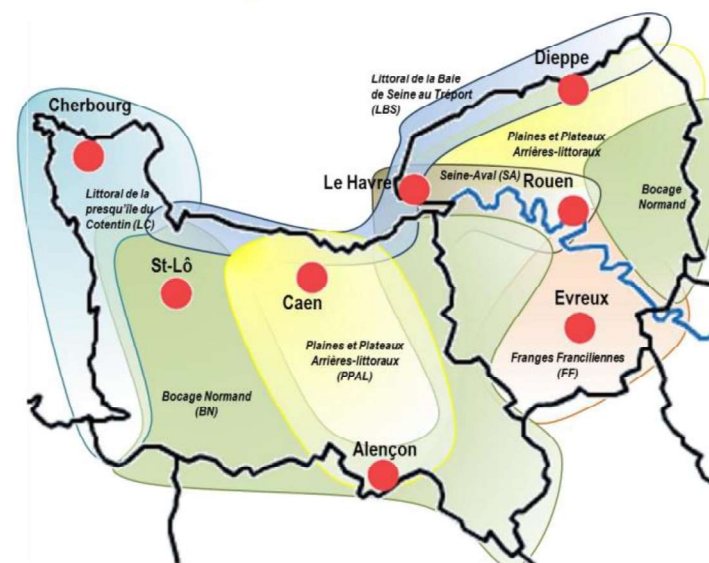 Dieppe
Littoral de la Baie
de Seine au Tréport
(LBS)
Cherbourg
Plaines et Plateaux
Arrières-littoraux
Le Havre
Seine-Aval (SA)
Rouen
Bocage
Normand
Littoral de la
presqu'île du
Cotentin (LC)
St-Lô
Caen
Evreux
Plaines et Plateaux
Arrières-littoraux
(PPAL)
Franges Franciliennes
(FF)
Bocage Normand
(BN)
Alençon